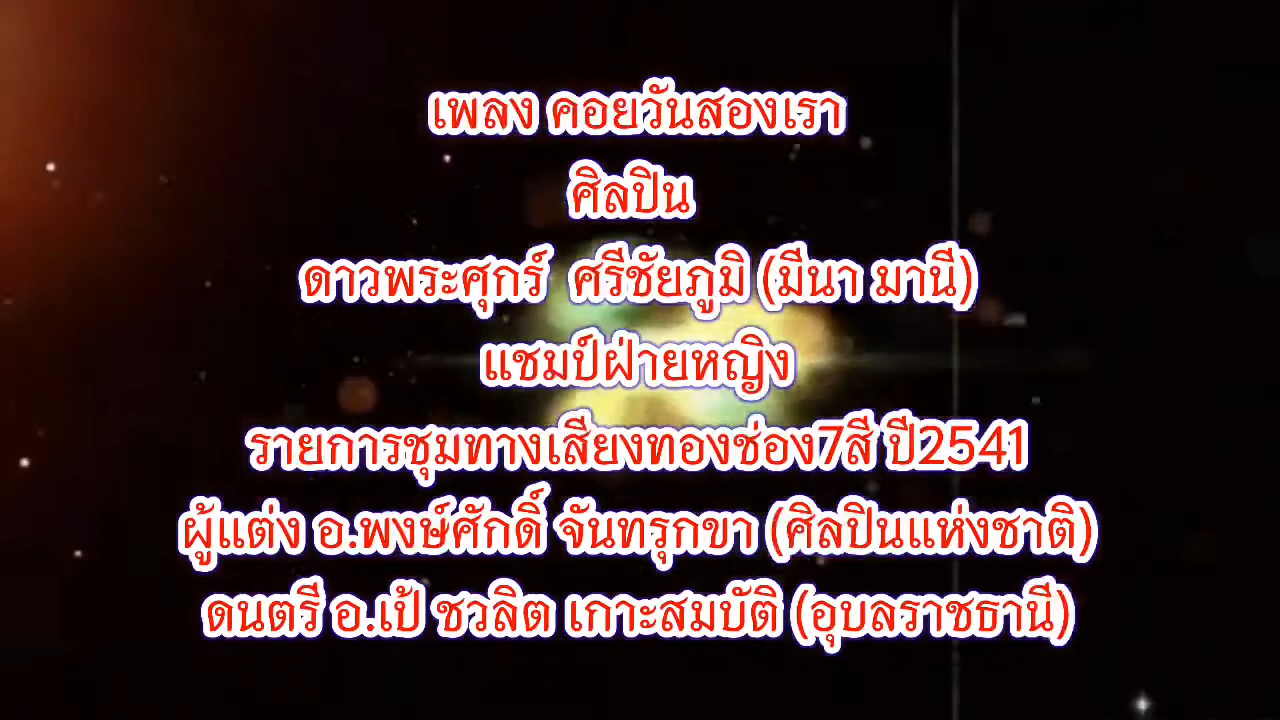 เพลง คอยวันสองเรา
ศิลปิน
ดาวพระศุกร์ ศรีชัยภูมิ (มีนา มานี)
แชมป์ฝ่ายหญิง
รายการชุมทางเสียงทองช่อง7สี ปี2541
ผู้แต่ง อ.พงษ์ศักดิ์ จันทรุกขา (ศิลปินแห่งชาติ)
ดนตรี อ.เป้ ชวลิต เกาะสมบัติ (อุบลราชธานี)